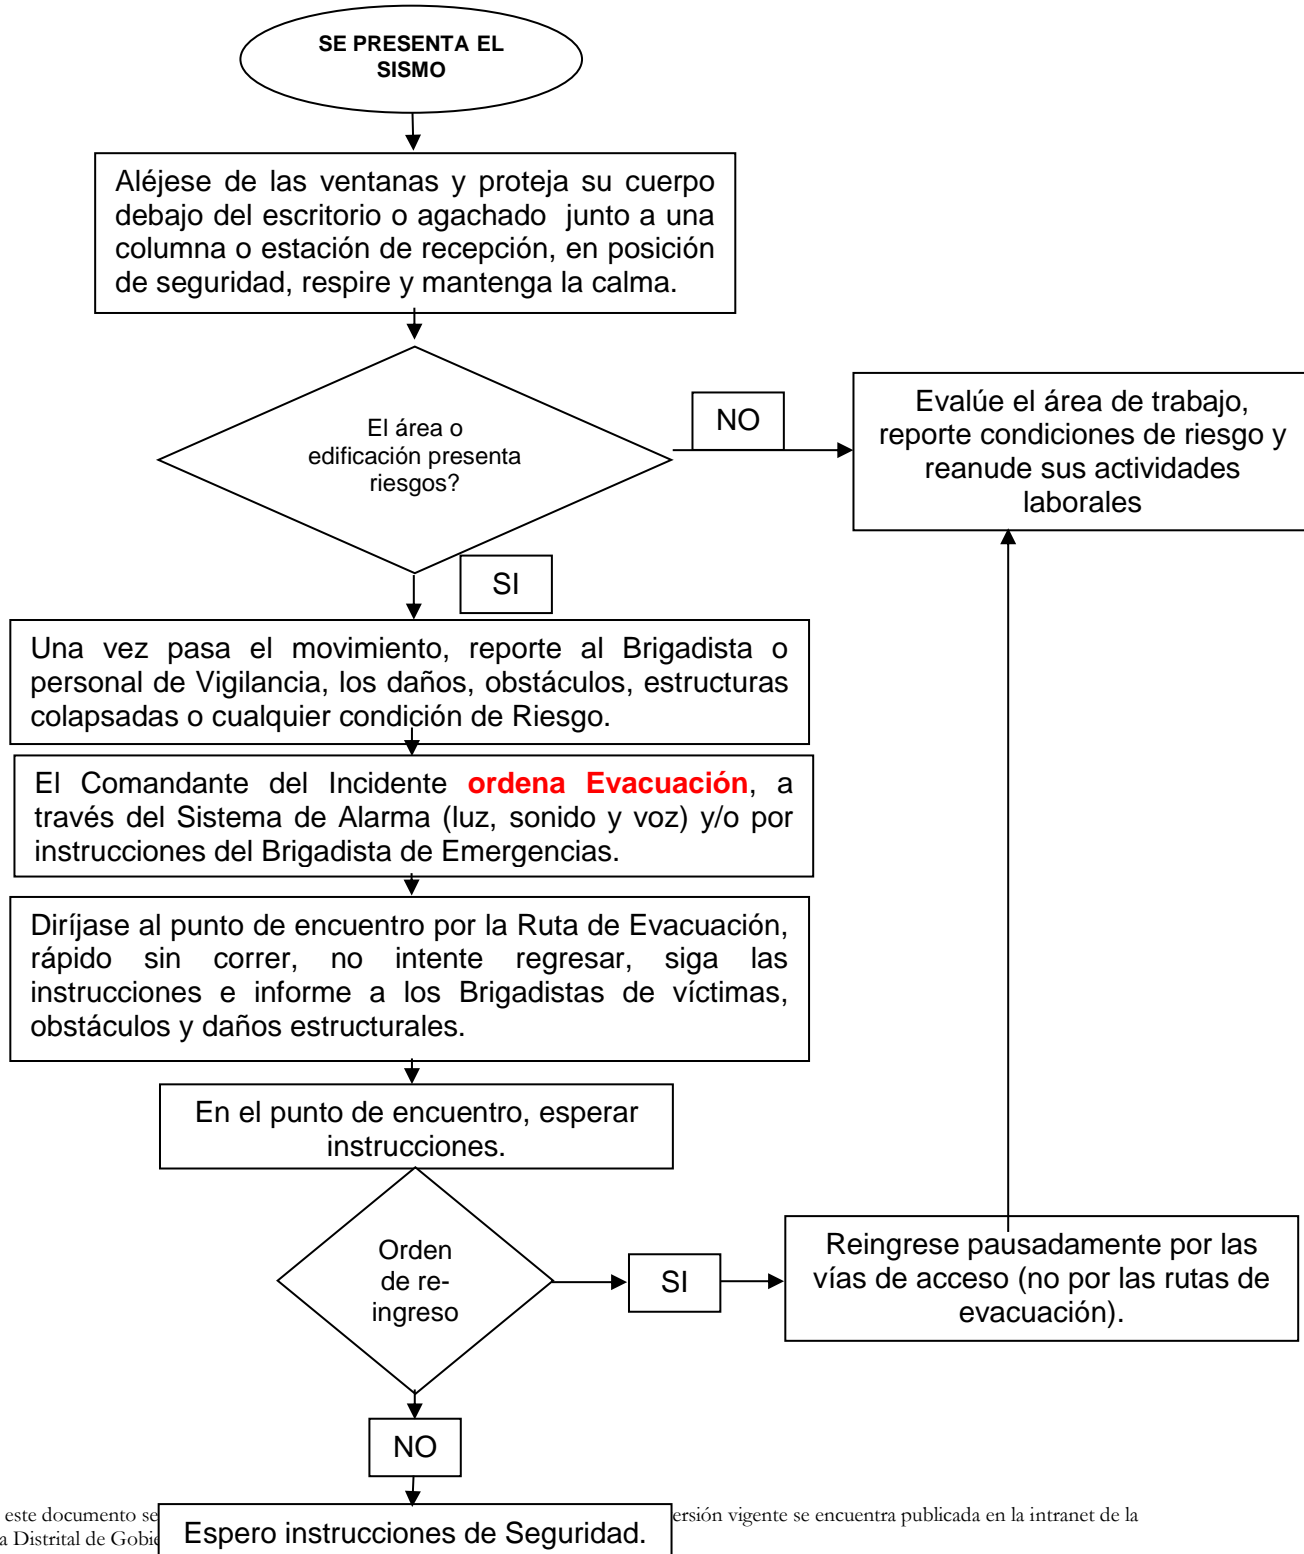 SE PRESENTA EL
SISMO
Aléjese de las ventanas y proteja su cuerpo
debajo del escritorio o agachado junto a una
columna o estación de recepción, en posición
de seguridad, respire y mantenga la calma.
El área o
edificación presenta
riesgos?
NO
Evalúe el área de trabajo,
reporte condiciones de riesgo y
reanude sus actividades
laborales
SI
Una vez pasa el movimiento, reporte al Brigadista o
personal de Vigilancia, los daños, obstáculos, estructuras
colapsadas o cualquier condición de Riesgo.
El Comandante del Incidente ordena Evacuación, a
través del Sistema de Alarma (luz, sonido y voz) y/o por
instrucciones del Brigadista de Emergencias.
Diríjase al punto de encuentro por la Ruta de Evacuación,
rápido sin correr, no intente regresar, siga las
instrucciones e informe a los Brigadistas de víctimas,
obstáculos y daños estructurales.
En el punto de encuentro, esperar
instrucciones.
Orden
de re-
ingreso
SI
Reingrese pausadamente por las
vías de acceso (no por las rutas de
evacuación).
NO
Espero instrucciones de Seguridad.
este documento se ersión vigente se encuentra publicada en la intranet de la
a Distrital de Gobie